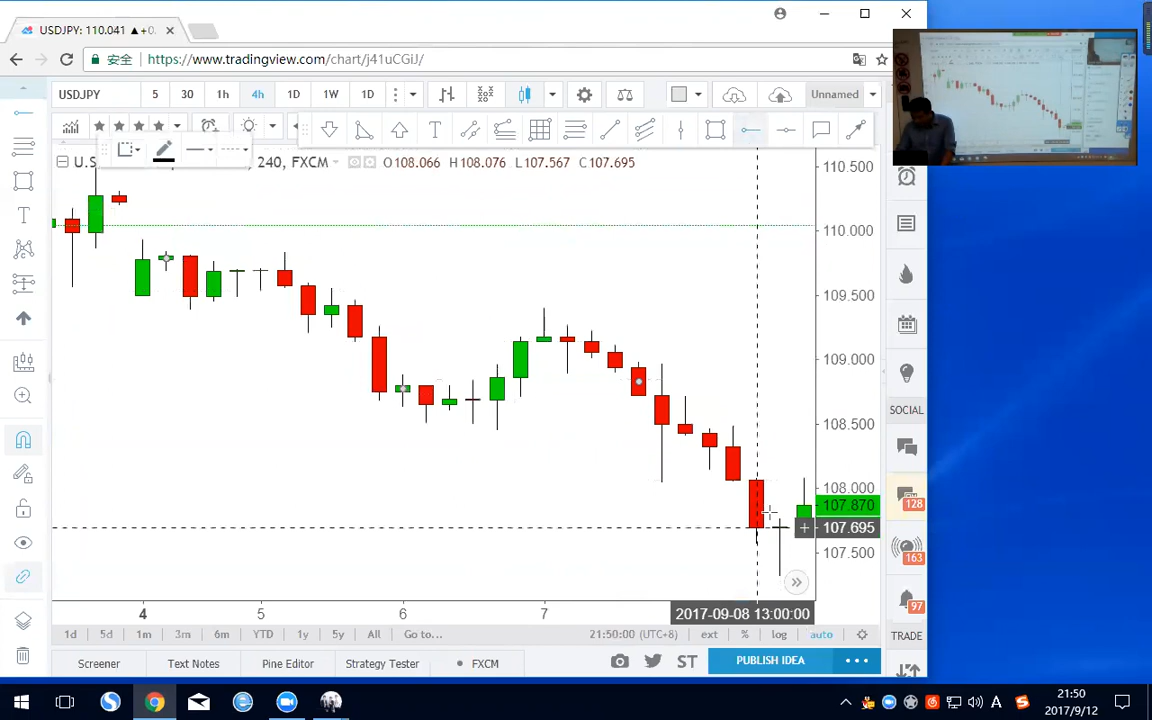 USDJPY: 110.041 ▲+0.
安全 https://www.tradingview.com/chart/j41uCGiJ/
USDJPY 5 30 1h 4h 1D 1W 1D Unnamed
T
U.S 240, FXCM O108.066 H108.076 L107.567 C107.695
110.500
110.000
109.500
109.000
108.500
108.000
107.870
107.695
107.500
T
SOCIAL
128
163
97
TRADE
4 5 6 7 2017-09-08 13:00:00
1d 5d 1m 3m 6m YTD 1y 5y All Go to... 21:50:00 (UTC+8) ext % log auto
Screener Text Notes Pine Editor Strategy Tester FXCM ST PUBLISH IDEA
A 21:50
2017/9/12